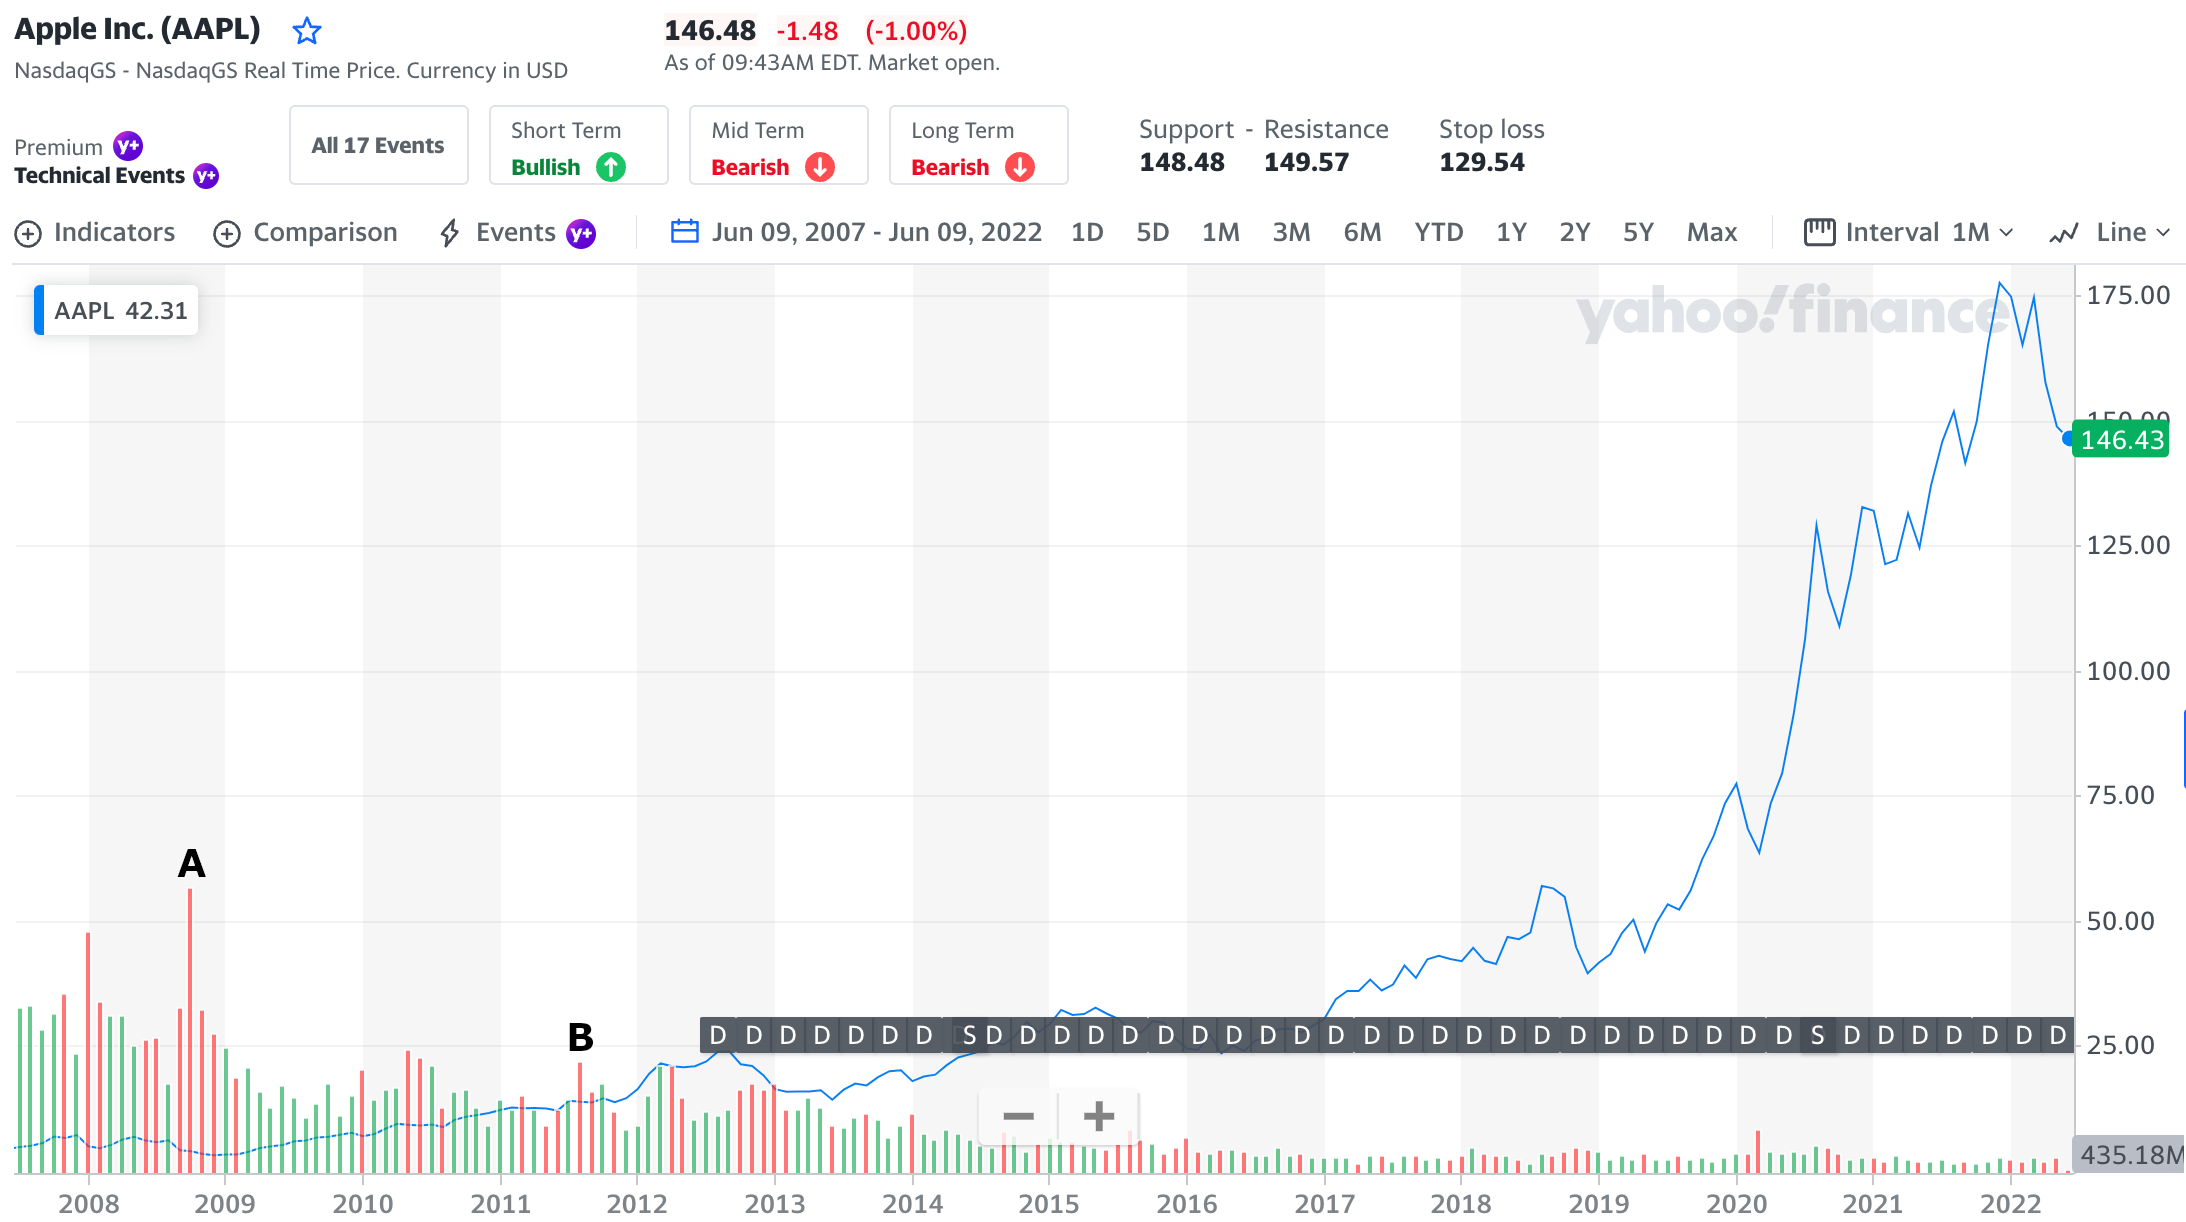 Apple Inc. (AAPL)
146.48 -1.48 (-1.00%)
NasdaqGS - NasdaqGS Real Time Price. Currency in USD
As of 09:43AM EDT. Market open.
Premium y+
Technical Events y+
All 17 Events
Short Term
Bullish
Mid Term
Bearish
Long Term
Bearish
Support - Resistance
148.48 149.57
Stop loss
129.54
Indicators Comparison Events y+ Jun 09, 2007 - Jun 09, 2022 1D 5D 1M 3M 6M YTD 1Y 2Y 5Y Max Interval 1M Line
AAPL 42.31
yahoo!finance
175.00
150.00
146.43
125.00
100.00
75.00
A
50.00
B
D D D D D D D D S D D D D D D D D D D D D D D D D D D D D D D D D S D D D D D D D
25.00
435.18M
2008 2009 2010 2011 2012 2013 2014 2015 2016 2017 2018 2019 2020 2021 2022